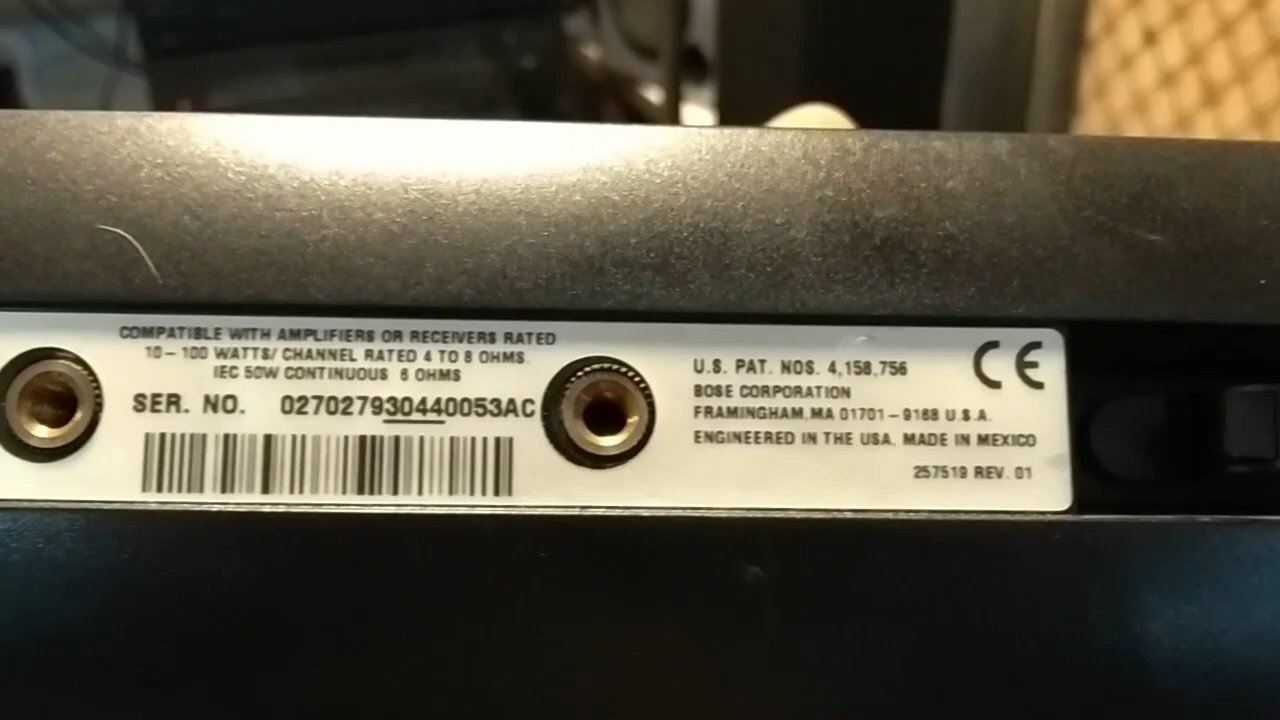 COMPATIBLE WITH AMPLIFIERS OR RECEIVERS RATED
10 – 100 WATTS/ CHANNEL RATED 4 TO 8 OHMS.
IEC 50W CONTINUOUS 6 OHMS
SER. NO. 027027930440053AC
U.S. PAT. NOS. 4,158,756
BOSE CORPORATION
FRAMINGHAM, MA 01701 – 9168 U.S.A.
ENGINEERED IN THE USA. MADE IN MEXICO
257519 REV. 01
CE